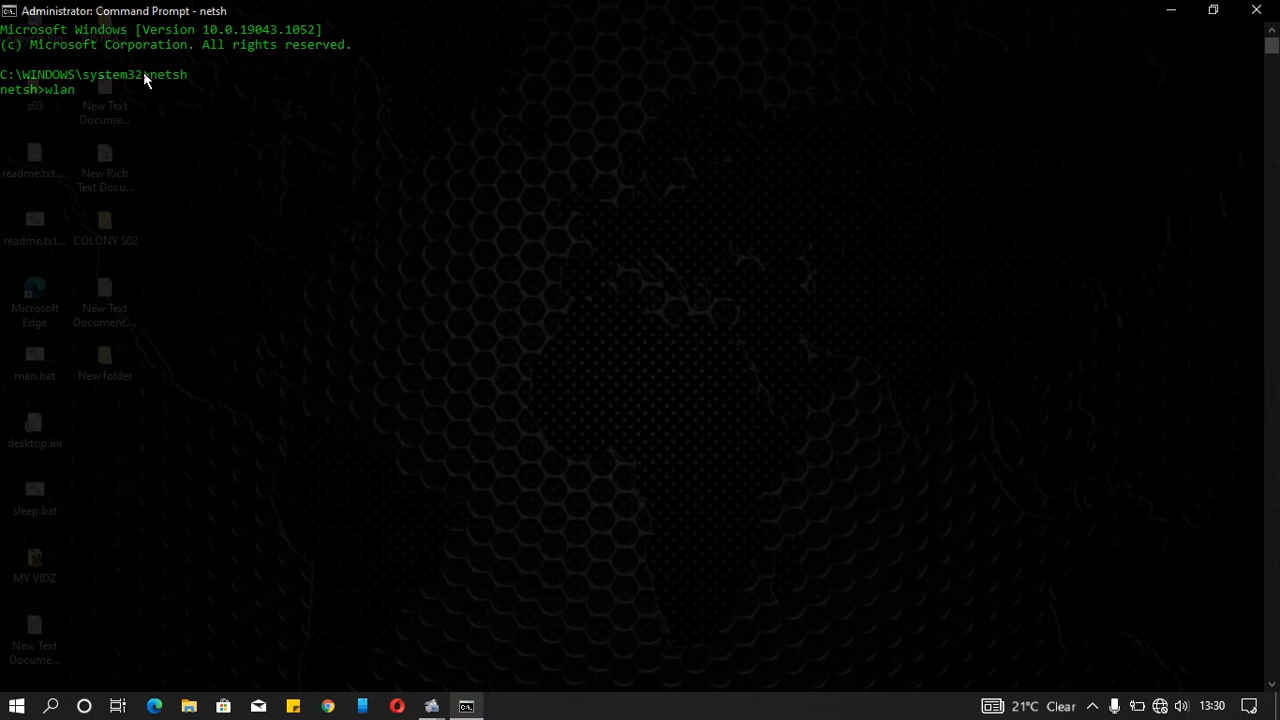 Administrator: Command Prompt - netsh
Microsoft Windows [Version 10.0.19043.1052]
(c) Microsoft Corporation. All rights reserved.
C:\WINDOWS\system32>netsh
netsh>wlan
s03
New Text
Docume...
readme.txt...
New Rich
Text Docu...
readme.txt...
COLONY S02
Microsoft
Edge
New Text
Document...
man.bat
New folder
desktop.ini
sleep.bat
MY VIDZ
New Text
Docume...
21°C Clear
13:30